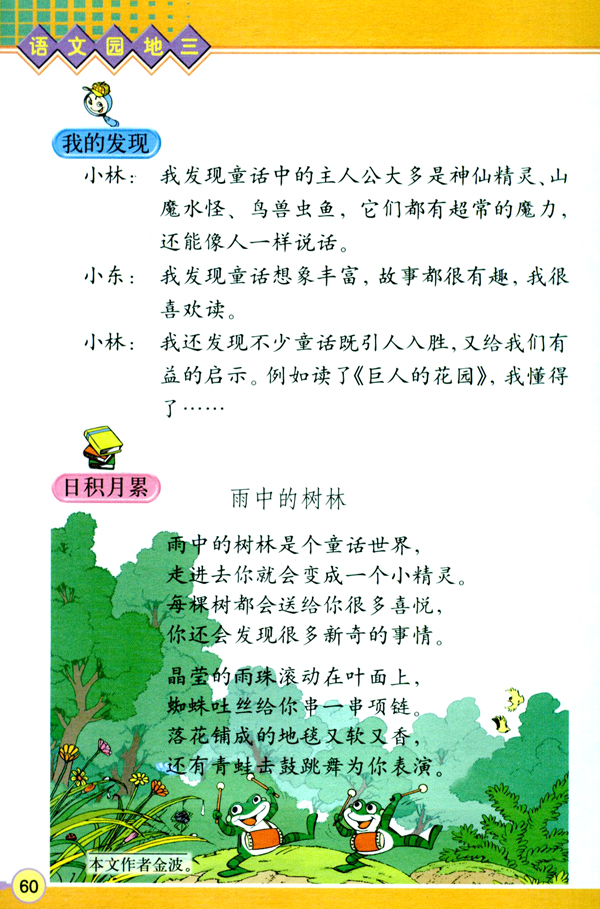 语文园地三
我的发现
小林：我发现童话中的主人公大多是神仙精灵、山
魔水怪、鸟兽虫鱼，它们都有超常的魔力，
还能像人一样说话。
小东：我发现童话想象丰富，故事都很有趣，我很
喜欢读。
小林：我还发现不少童话既引人入胜，又给我们有
益的启示。例如读了《巨人的花园》，我懂得
了……
日积月累
雨中的树林
雨中的树林是个童话世界，
走进去你就会变成一个小精灵。
每棵树都会送给你很多喜悦，
你还会发现很多新奇的事情。
晶莹的雨珠滚动在叶面上，
蜘蛛吐丝给你串一串项链。
落花铺成的地毯又软又香，
还有青蛙击鼓跳舞为你表演。
本文作者金波。
60